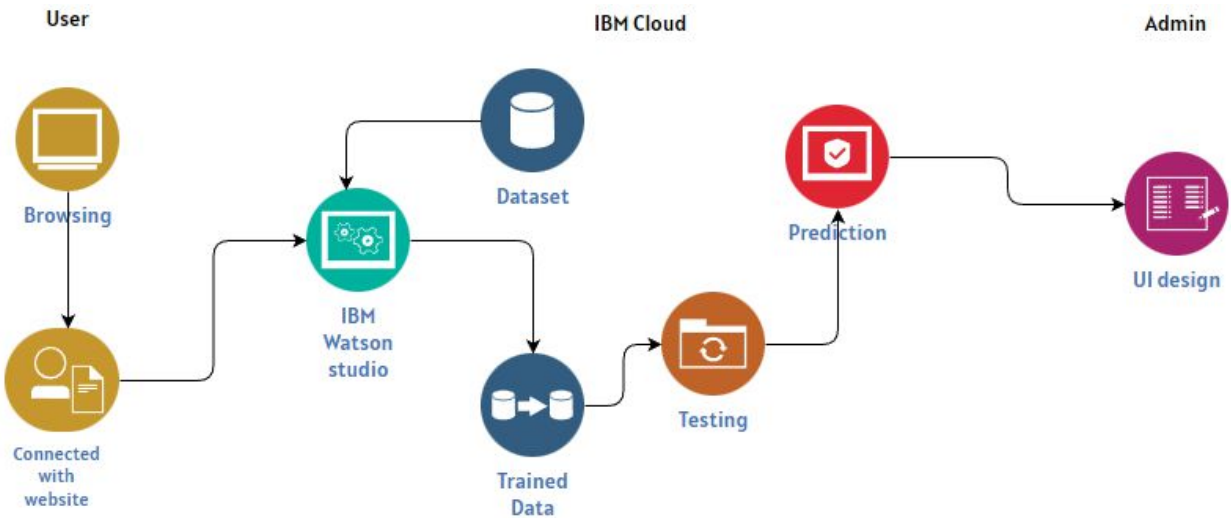 User
IBM Cloud
Admin
Browsing
Dataset
Prediction
UI design
IBM
Watson
studio
Testing
Connected
with
website
Trained
Data